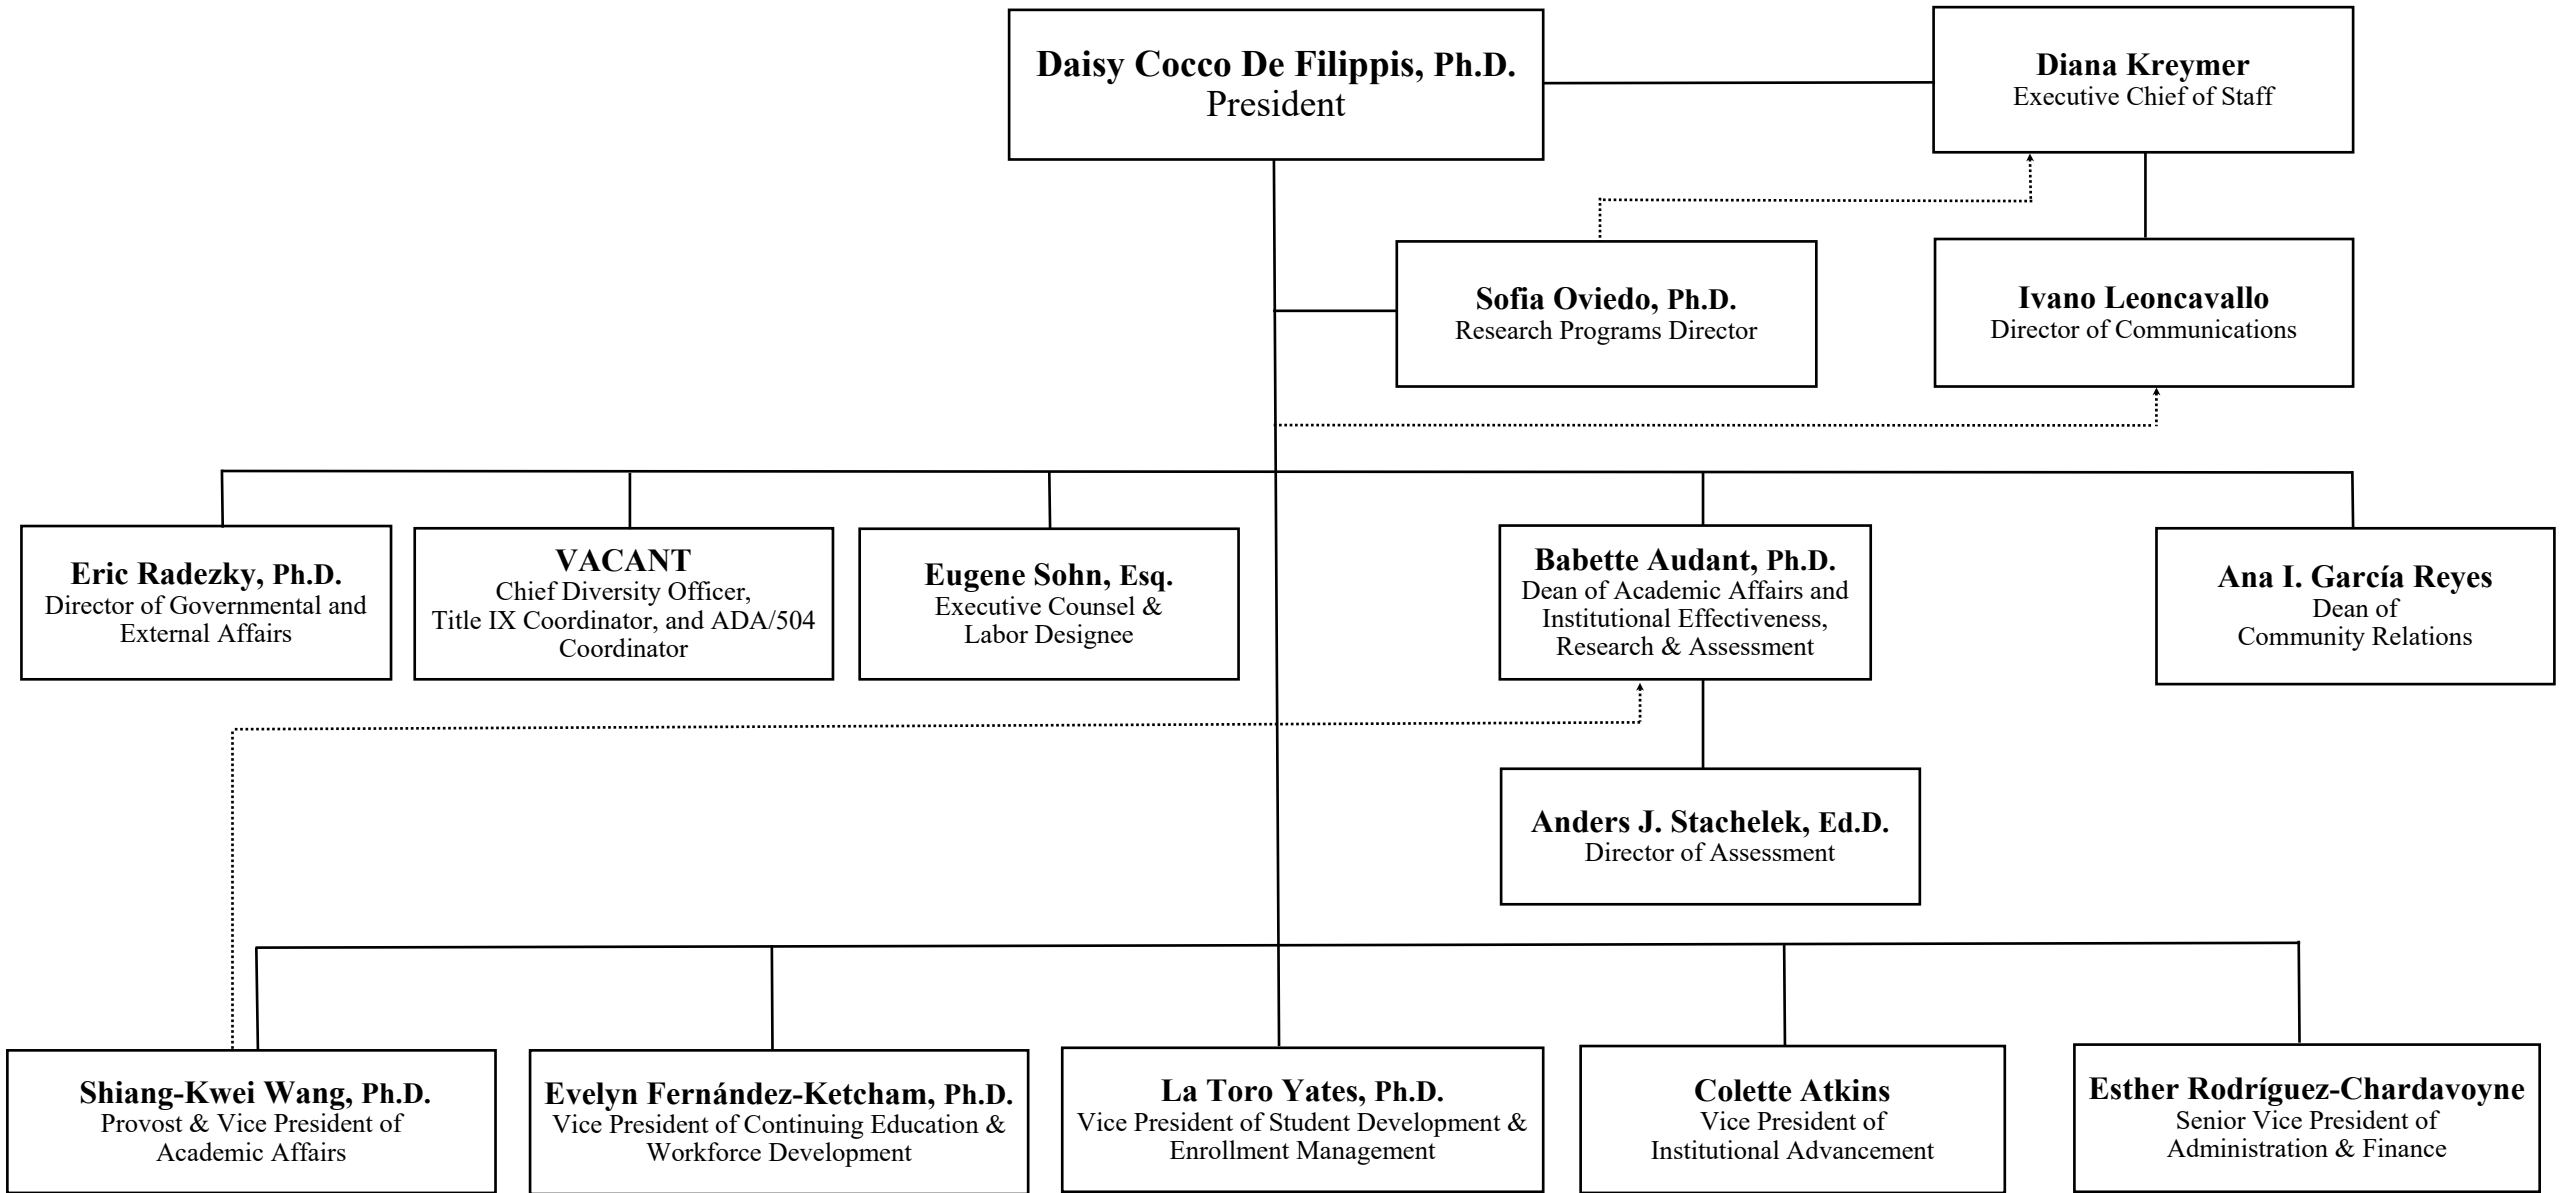 Daisy Cocco De Filippis, Ph.D.
President
Diana Kreymer
Executive Chief of Staff
Sofia Oviedo, Ph.D.
Research Programs Director
Ivano Leoncavallo
Director of Communications
Eric Radezky, Ph.D.
Director of Governmental and
External Affairs
VACANT
Chief Diversity Officer,
Title IX Coordinator, and ADA/504
Coordinator
Eugene Sohn, Esq.
Executive Counsel &
Labor Designee
Babette Audant, Ph.D.
Dean of Academic Affairs and
Institutional Effectiveness,
Research & Assessment
Ana I. García Reyes
Dean of
Community Relations
Anders J. Stachelek, Ed.D.
Director of Assessment
Shiang-Kwei Wang, Ph.D.
Provost & Vice President of
Academic Affairs
Evelyn Fernández-Ketcham, Ph.D.
Vice President of Continuing Education &
Workforce Development
La Toro Yates, Ph.D.
Vice President of Student Development &
Enrollment Management
Colette Atkins
Vice President of
Institutional Advancement
Esther Rodríguez-Chardavoyne
Senior Vice President of
Administration & Finance